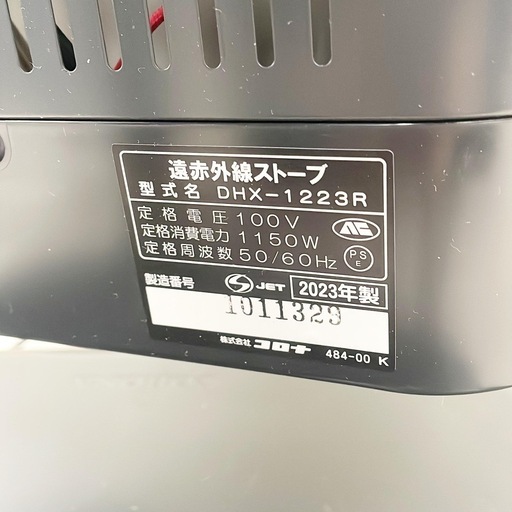 遠赤外線ストーブ
型式名 DHX-1223R
定格電圧 100V
定格消費電力 1150W
定格周波数 50/60Hz
PSE
製造番号 S JET 2023年製
1011329
株式会社 コロナ 484-00 K